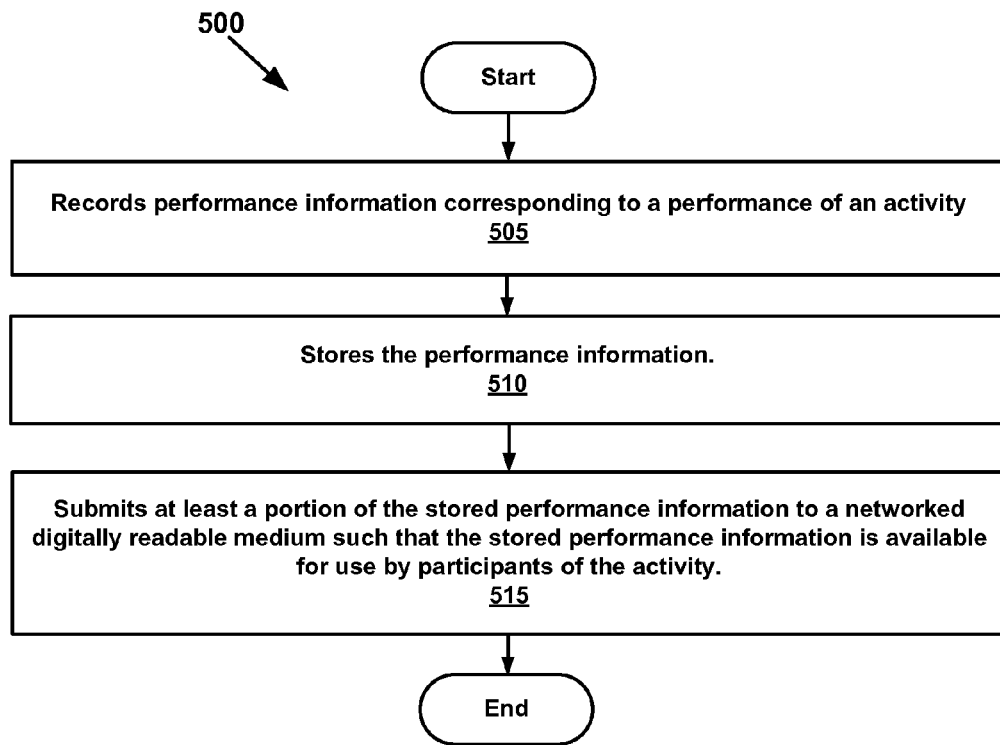 500
Start
Records performance information corresponding to a performance of an activity
505
Stores the performance information.
510
Submits at least a portion of the stored performance information to a networked
digitally readable medium such that the stored performance information is available
for use by participants of the activity.
515
End